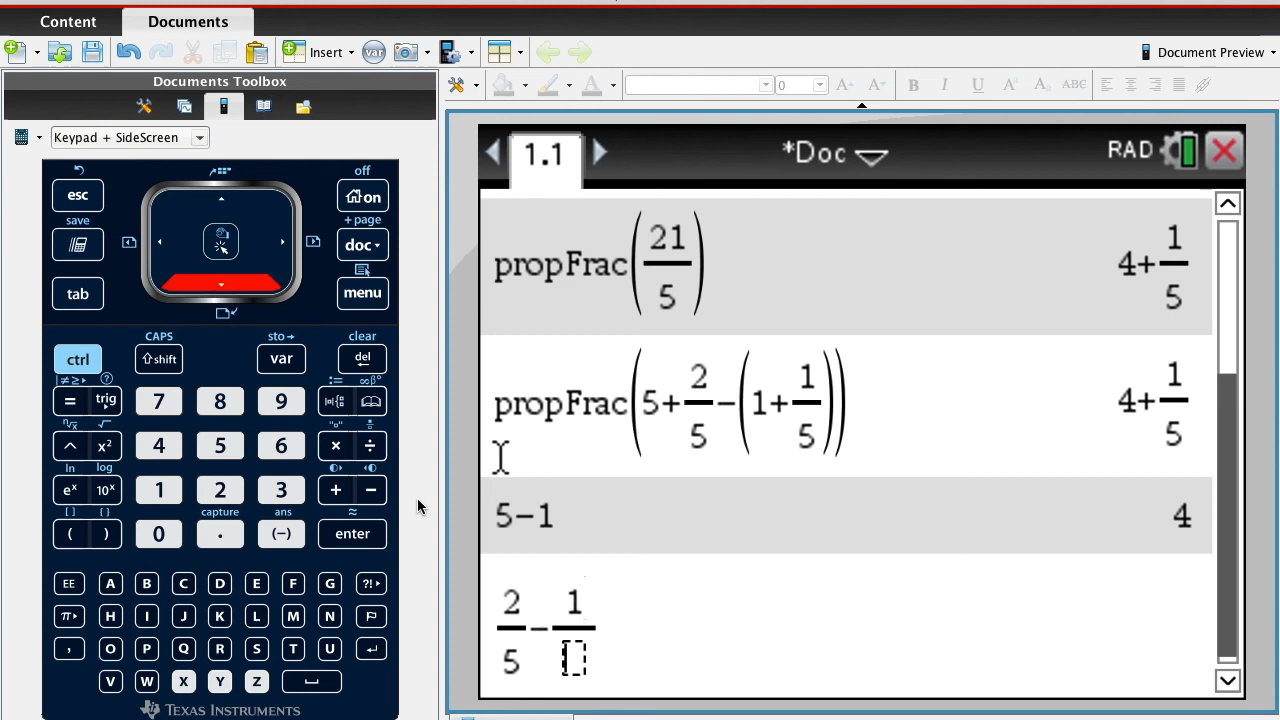 Content
Documents
Insert
var
Document Preview
Documents Toolbox
0
A A B I U A A ABC
Keypad + SideScreen
1.1
*Doc
RAD
off
esc
on
save
+ page
doc
tab
menu
CAPS
sto→
clear
ctrl
⇧shift
var
del
= trig
7
8
9
^ x²
4
5
6
×
÷
ln
log
eˣ 10ˣ
1
2
3
+
−
[ ] { }
capture
ans
≈
( )
0
.
(−)
enter
EE
A B C D E F G
?!▸
π▸
H I J K L M N
,
O P Q R S T U
V W X Y Z
TEXAS INSTRUMENTS
propFrac(21/5)
4+1/5
propFrac(5+2/5−(1+1/5))
4+1/5
5−1
4
2/5−1/